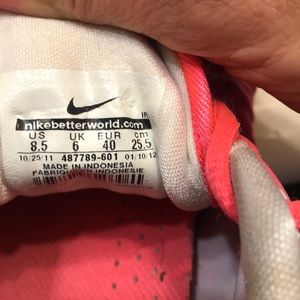 nikebetterworld.com
US UK EUR cm
8.5 6 40 25.5
10/25/11 487789-601 01/10/12
MADE IN INDONESIA
FABRIQUE EN INDONESIE